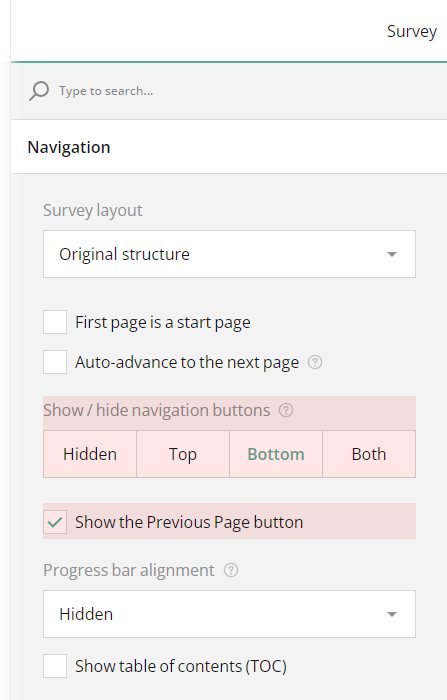 Survey
Type to search...
Navigation
Survey layout
Original structure
First page is a start page
Auto-advance to the next page ?
Show / hide navigation buttons ?
Hidden Top Bottom Both
Show the Previous Page button
Progress bar alignment ?
Hidden
Show table of contents (TOC)